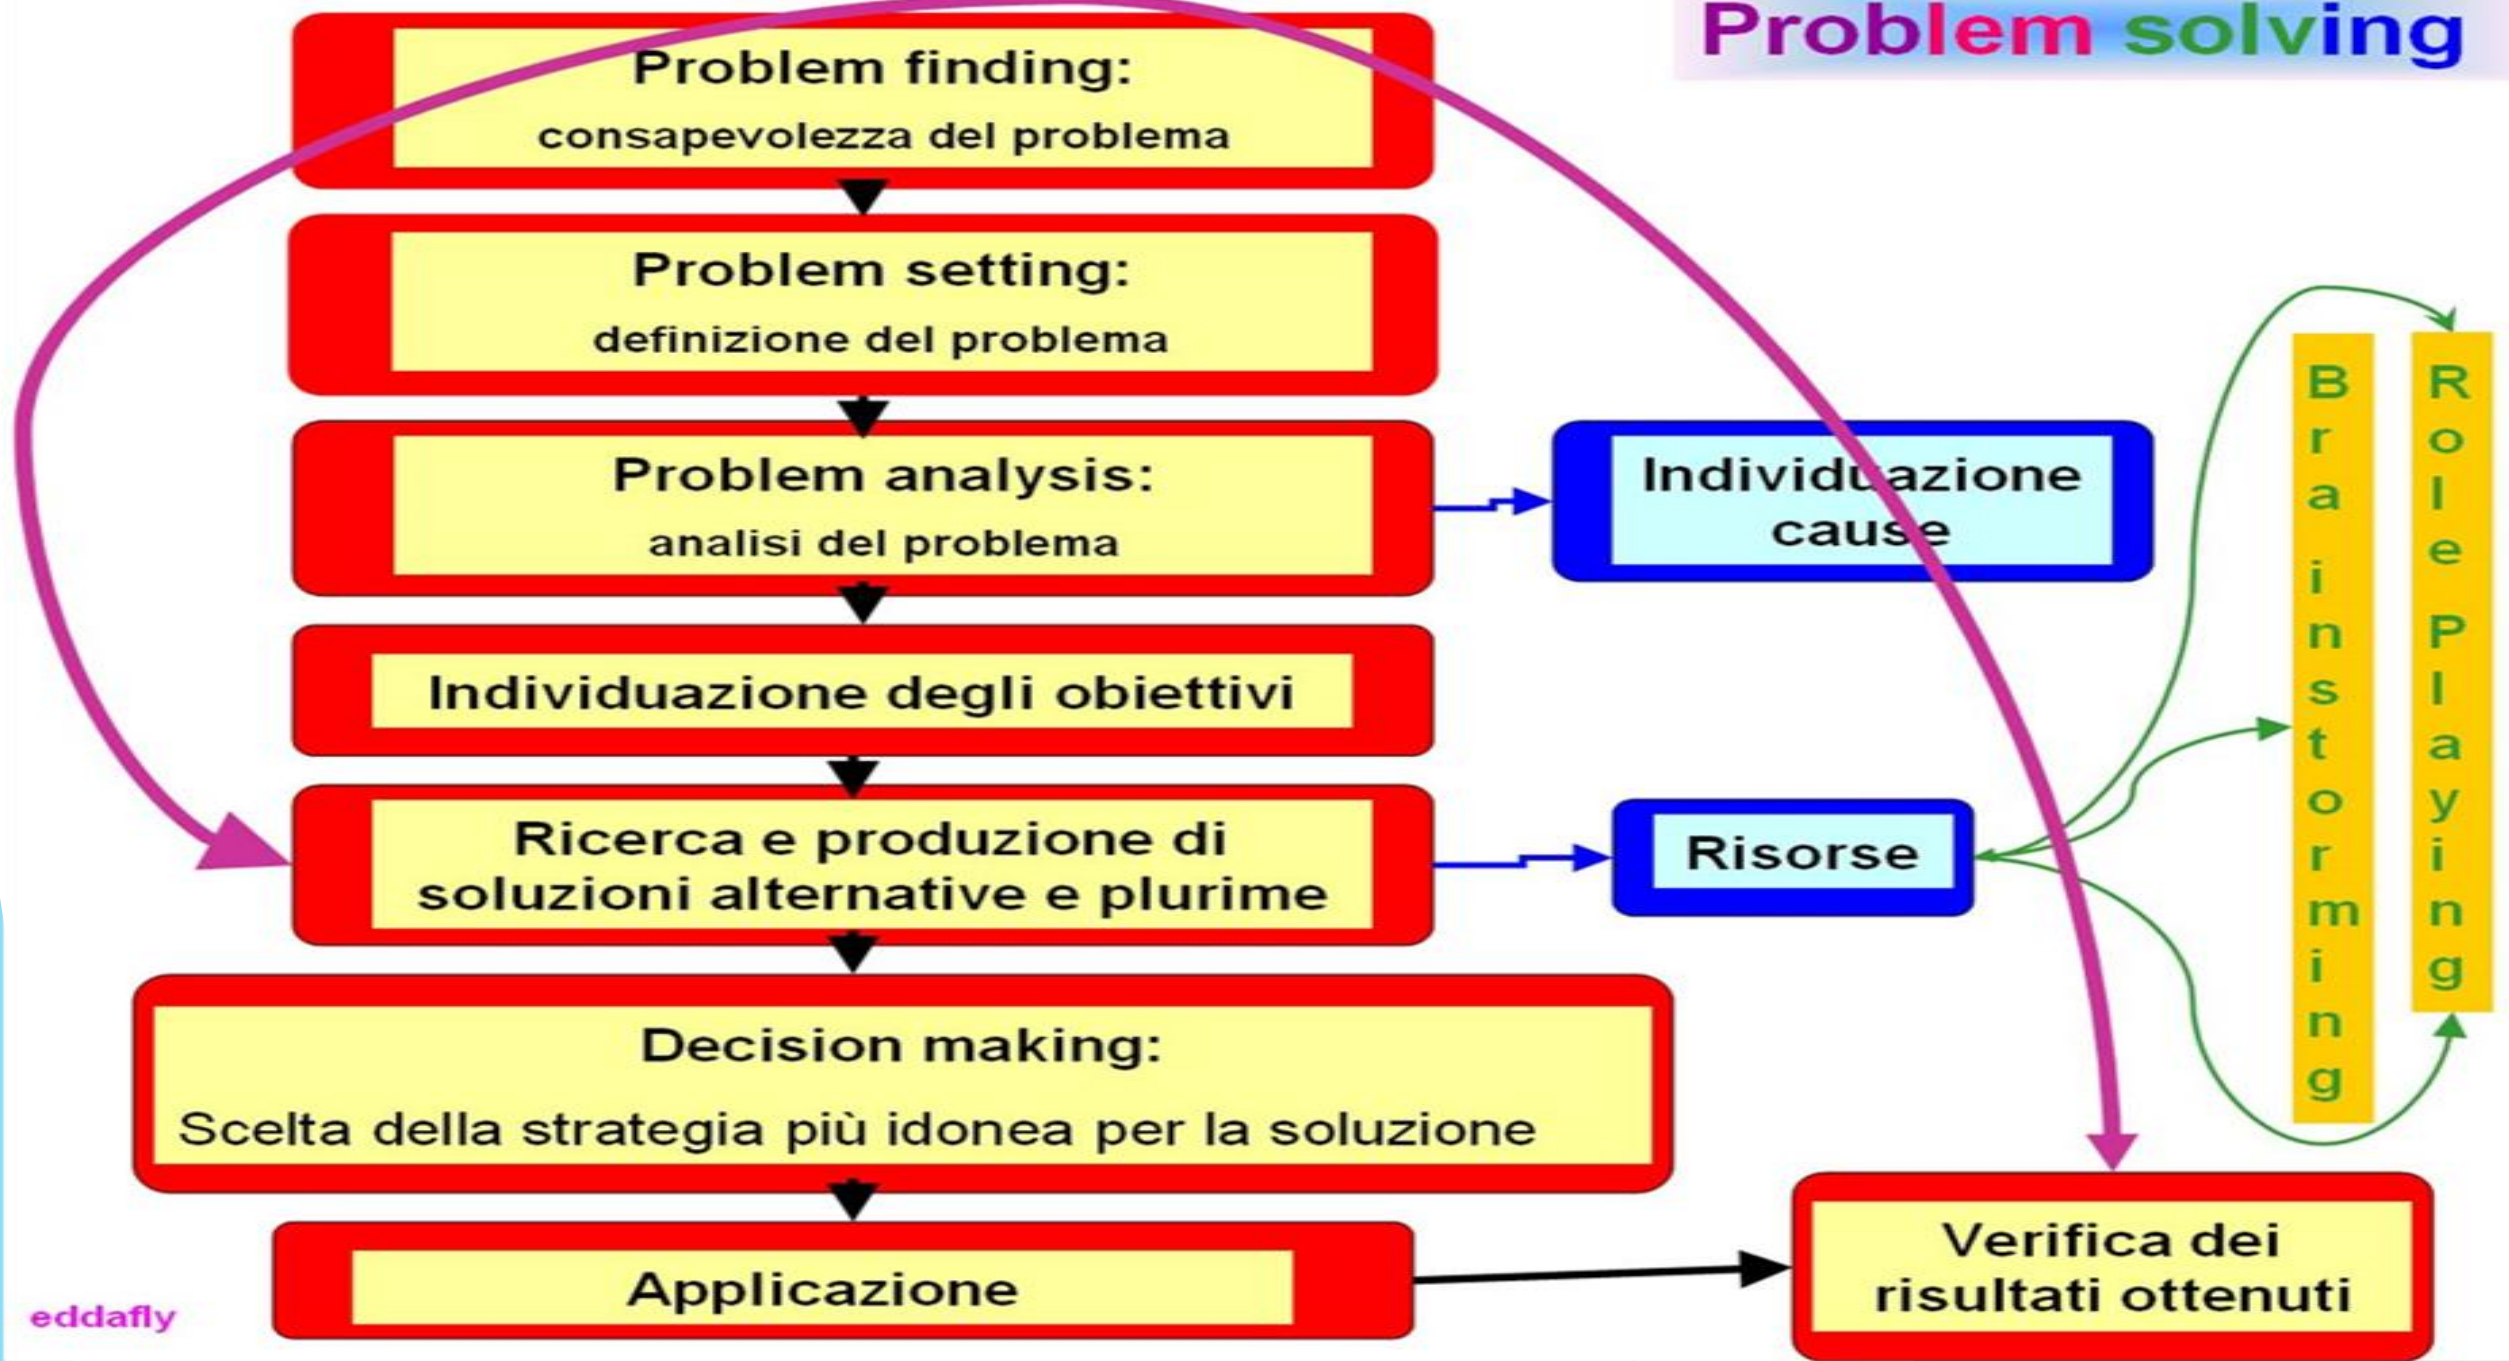 Problem solving
Problem finding:
consapevolezza del problema
Problem setting:
definizione del problema
Problem analysis:
analisi del problema
Individuazione
cause
Individuazione degli obiettivi
Ricerca e produzione di
soluzioni alternative e plurime
Risorse
Brainstorming
Role Playing
Decision making:
Scelta della strategia più idonea per la soluzione
Applicazione
Verifica dei
risultati ottenuti
eddafly